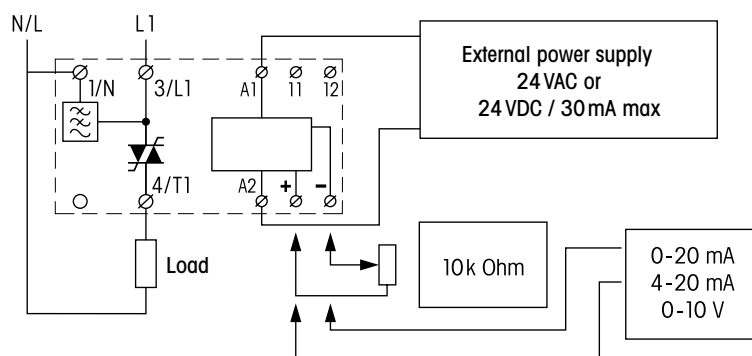 N/L
L1
1/N
3/L1
A1
11
12
4/T1
A2
+
-
Load
External power supply
24 VAC or
24 VDC / 30 mA max
10k Ohm
0-20 mA
4-20 mA
0-10 V